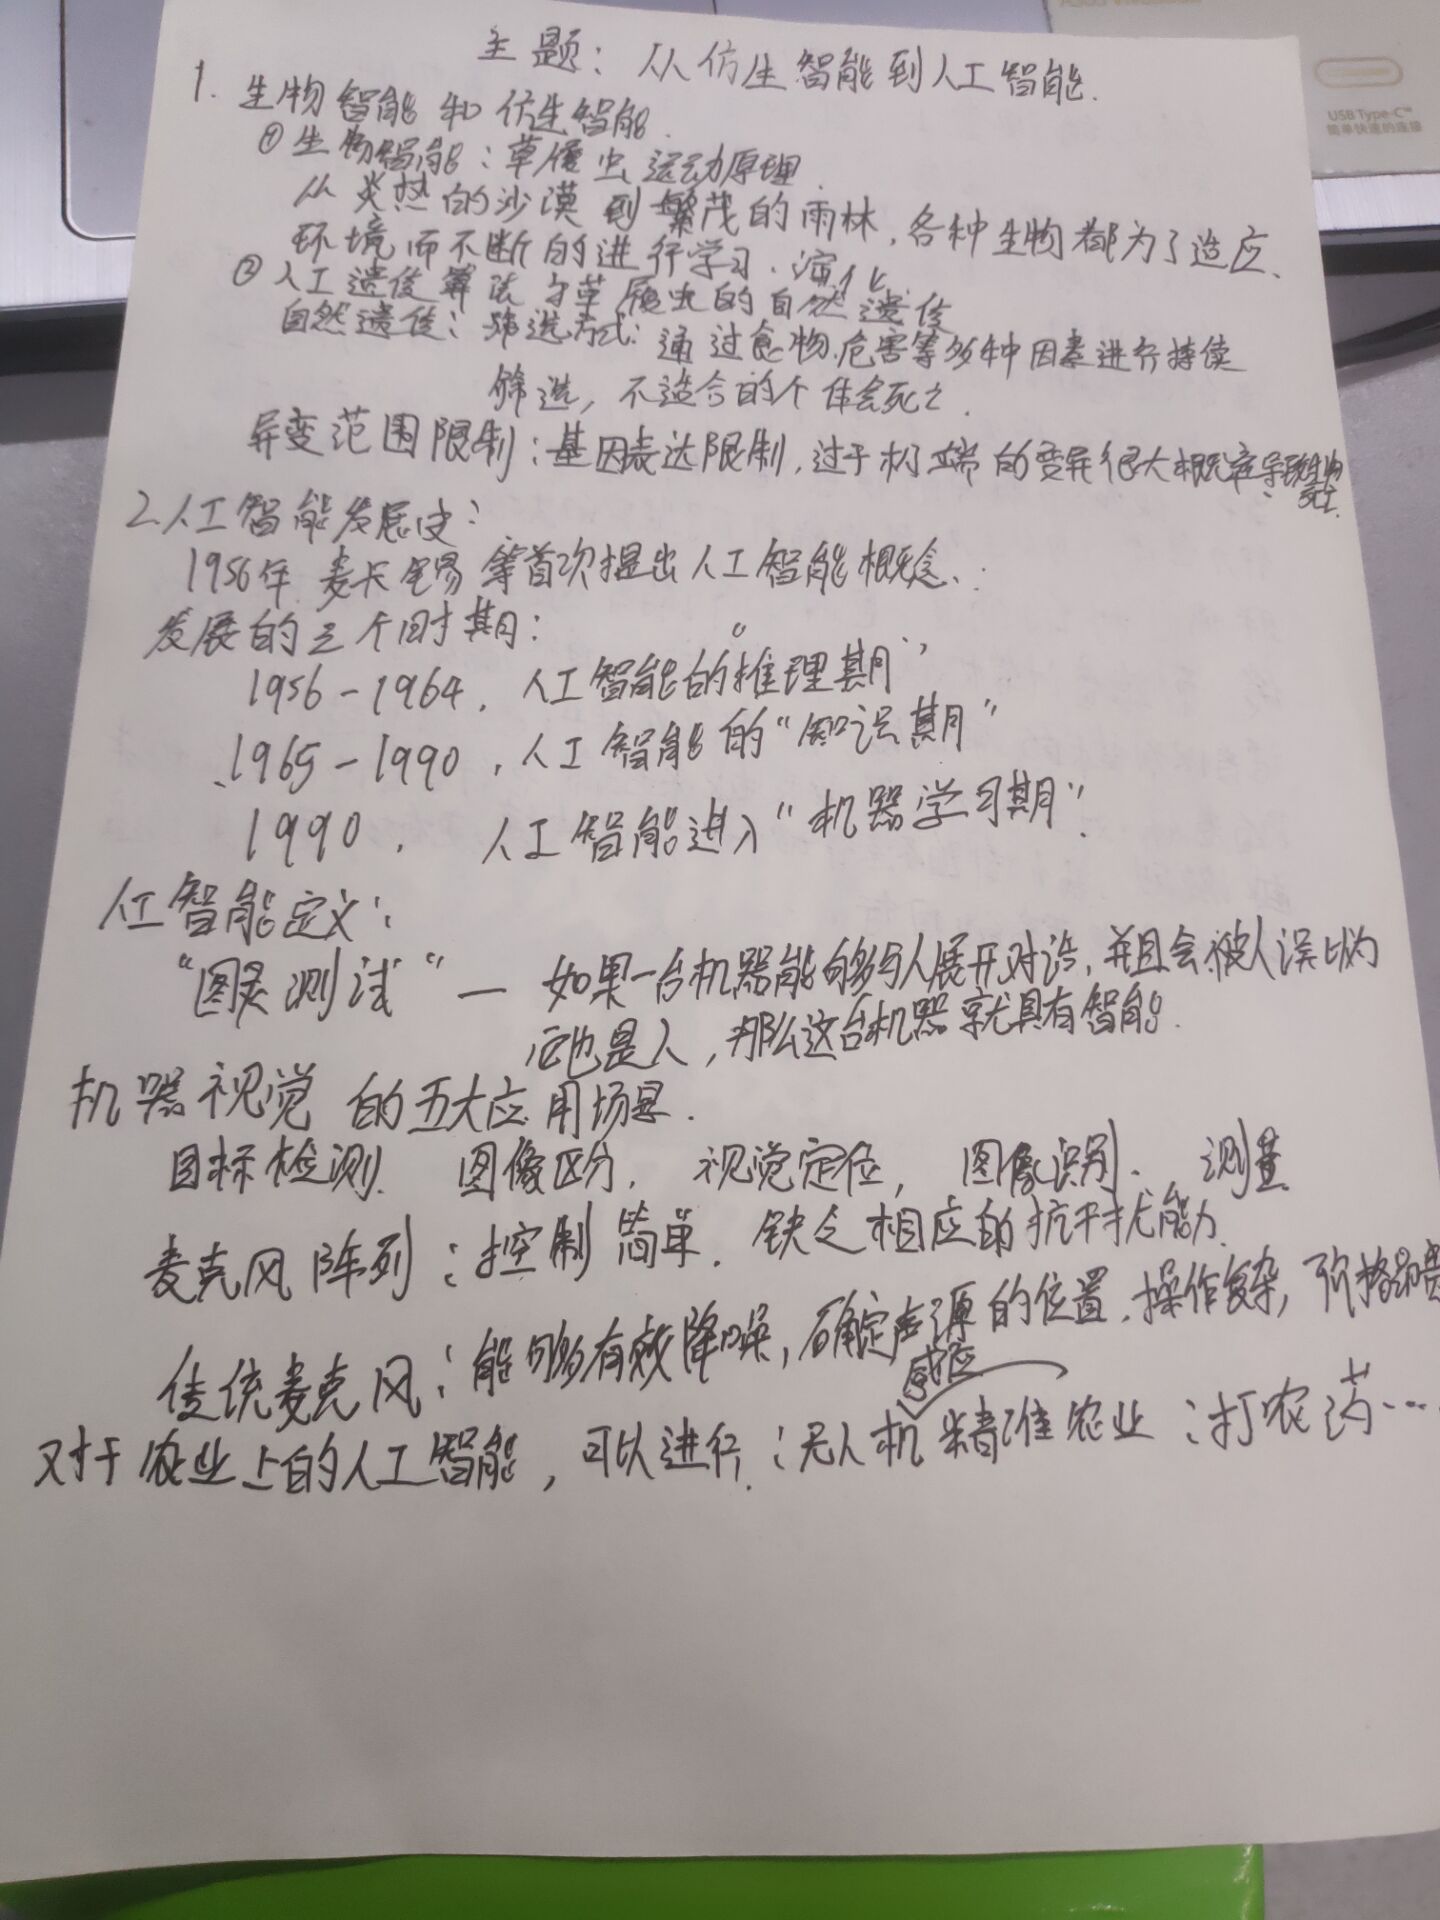 主题：从仿生智能到人工智能.
1. 生物智能和仿生智能.
① 生物智能：草履虫运动原理.
从炎热的沙漠到繁茂的雨林，各种生物都为了适应、
环境而不断的进行学习、演化.
② 人工遗传算法与草履虫的自然遗传
自然遗传：筛选方式：通过食物、危害等多种因素进行持续
筛选，不适合的个体会死亡.
异变范围限制：基因表达限制，过于极端的变异很大概率导致生物
死亡.
2.人工智能发展史：
1956年 麦卡锡等首次提出人工智能概念.
发展的三个时期：
1956-1964，人工智能的“推理期”
1965-1990，人工智能的“知识期”
1990， 人工智能进入“机器学习期”.
人工智能定义：
“图灵测试“ — 如果一台机器能够与人展开对话，并且会被人误以为
它也是人，那么这台机器就具有智能.
机器视觉的五大应用场景.
目标检测. 图像区分， 视觉定位， 图像识别、 测量
麦克风阵列：控制简单. 缺乏相应的抗干扰能力.
传统麦克风：能够有效降噪，确定声源的位置. 操作复杂，价格昂贵
感应
对于农业上的人工智能，可以进行：无人机精准农业：打农药……
USB Type-C™
简单快速的连接